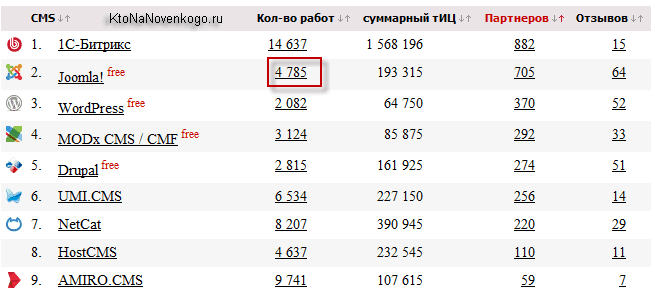 KtoNaNovenkogo.ru
CMS↓↑ Кол-во работ↓↑ суммарный тИЦ↓↑ Партнеров↓↑ Отзывов↓↑
1. 1С-Битрикс 14 637 1 568 196 882 15
2. Joomla! free 4 785 193 315 705 64
3. WordPress free 2 082 64 750 370 52
4. MODx CMS / CMF free 3 124 85 875 292 33
5. Drupal free 2 815 161 925 274 51
6. UMI.CMS 6 534 227 150 256 14
7. NetCat 8 207 390 945 220 29
8. HostCMS 4 637 232 545 110 11
9. AMIRO.CMS 9 741 107 615 59 7